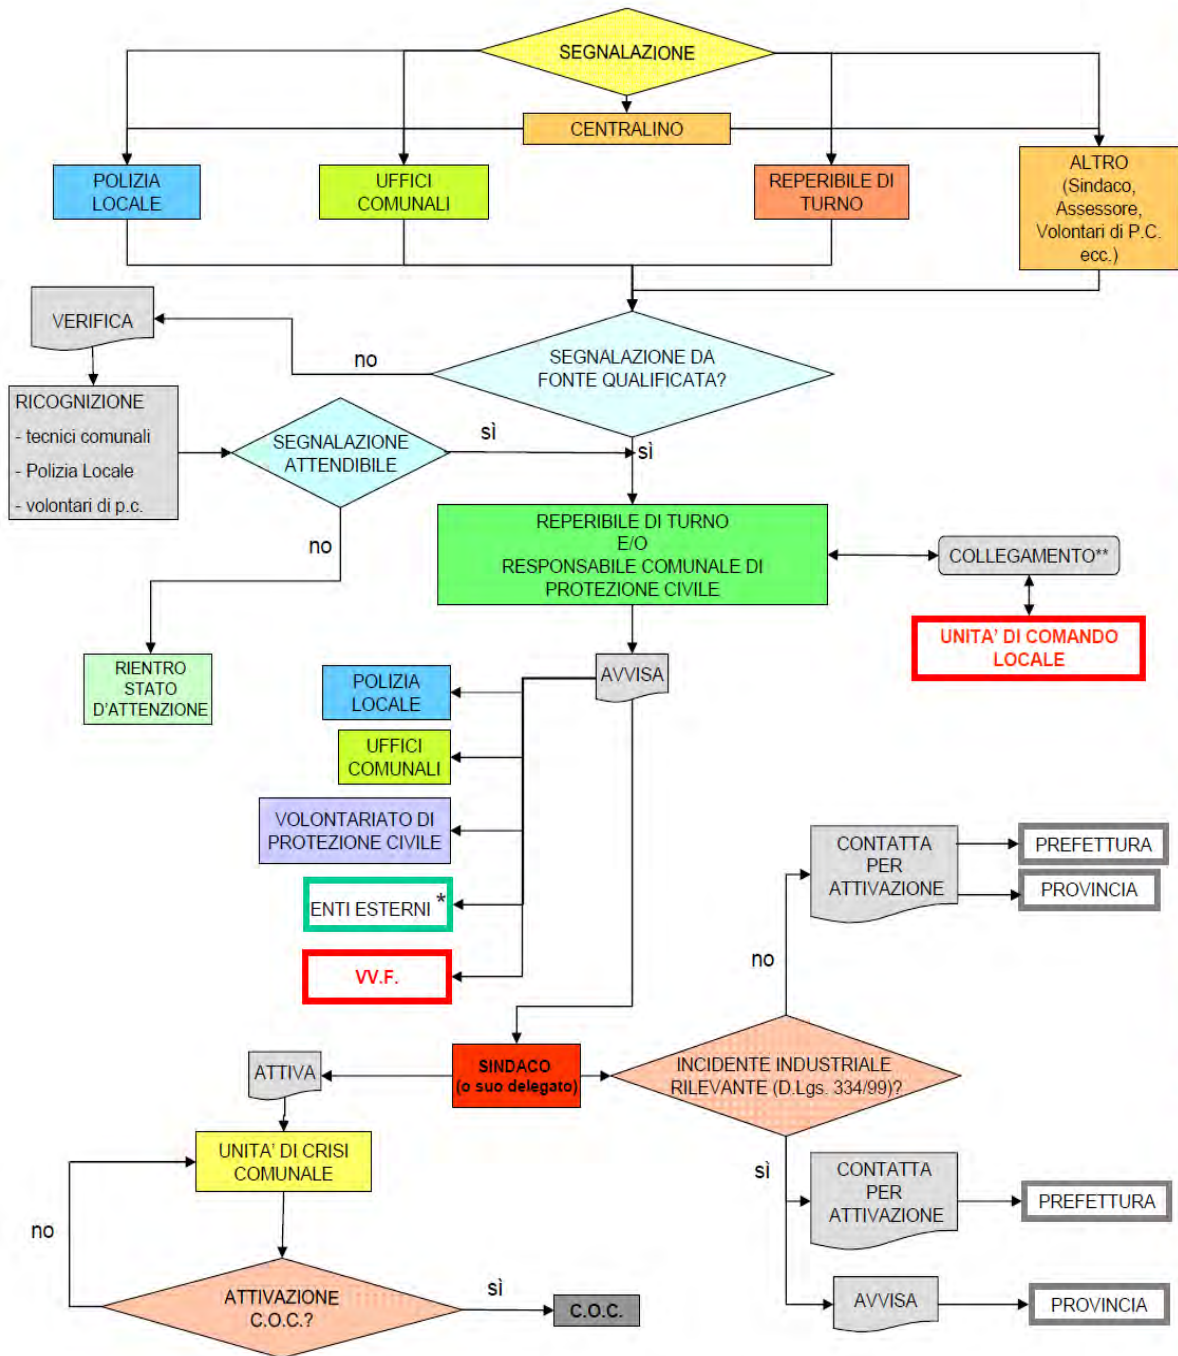 SEGNALAZIONE
CENTRALINO
POLIZIA
LOCALE
UFFICI
COMUNALI
REPERIBILE DI
TURNO
ALTRO
(Sindaco,
Assessore,
Volontari di P.C.
ecc.)
VERIFICA
no
SEGNALAZIONE DA
FONTE QUALIFICATA?
RICOGNIZIONE
- tecnici comunali
- Polizia Locale
- volontari di p.c.
SEGNALAZIONE
ATTENDIBILE
sì
sì
no
REPERIBILE DI TURNO
E/O
RESPONSABILE COMUNALE DI
PROTEZIONE CIVILE
COLLEGAMENTO**
UNITA' DI COMANDO
LOCALE
RIENTRO
STATO
D'ATTENZIONE
AVVISA
POLIZIA
LOCALE
UFFICI
COMUNALI
VOLONTARIATO DI
PROTEZIONE CIVILE
ENTI ESTERNI *
VV.F.
CONTATTA
PER
ATTIVAZIONE
PREFETTURA
PROVINCIA
no
ATTIVA
SINDACO
(o suo delegato)
INCIDENTE INDUSTRIALE
RILEVANTE (D.Lgs. 334/99)?
UNITA' DI CRISI
COMUNALE
sì
CONTATTA
PER
ATTIVAZIONE
PREFETTURA
no
ATTIVAZIONE
C.O.C.?
sì
C.O.C.
AVVISA
PROVINCIA